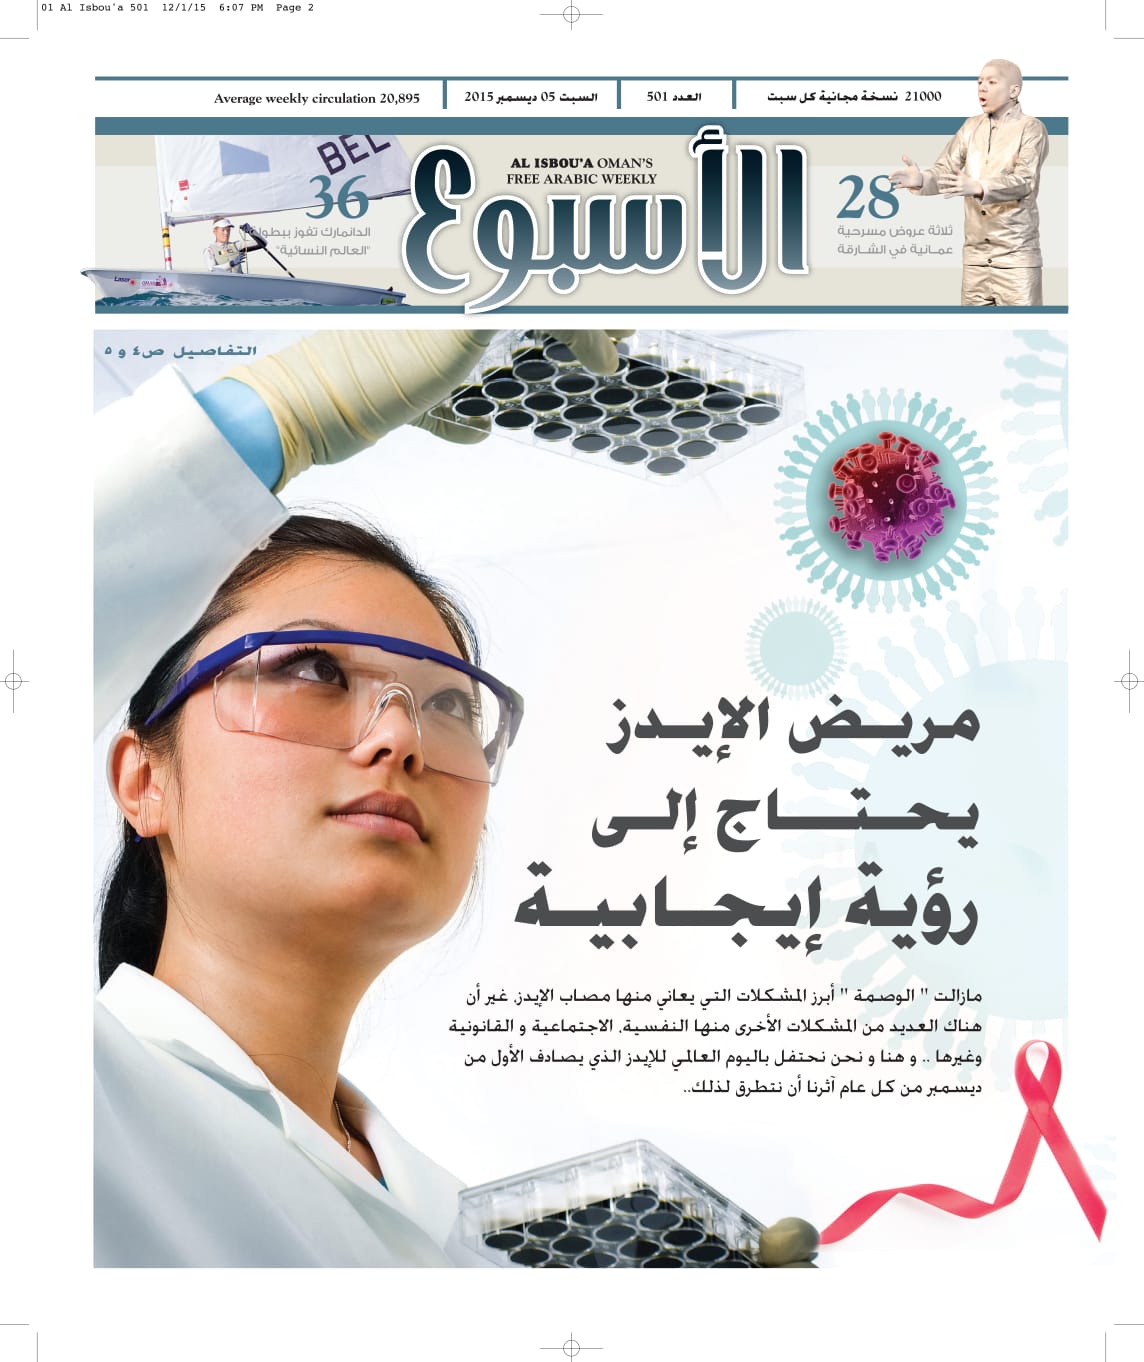 01 Al Isbou'a 501 12/1/15 6:07 PM Page 2
21000 نسخة مجانية كل سبت
العدد 501
السبت 05 ديسمبر 2015
Average weekly circulation 20,895
الأسبوع
AL ISBOU'A OMAN'S
FREE ARABIC WEEKLY
28
ثلاثة عروض مسرحية
عمانية في الشارقة
BEL
36
الدانمارك تفوز ببطولة
"العالم النسائية"
Laser
التفاصيل ص٤ و ٥
مريض الإيدز
يحتاج إلى
رؤية إيجابية
مازالت " الوصمة " أبرز المشكلات التي يعاني منها مصاب الإيدز، غير أن
هناك العديد من المشكلات الأخرى منها النفسية، الاجتماعية و القانونية
وغيرها .. و هنا و نحن نحتفل باليوم العالمي للإيدز الذي يصادف الأول من
ديسمبر من كل عام آثرنا أن نتطرق لذلك..